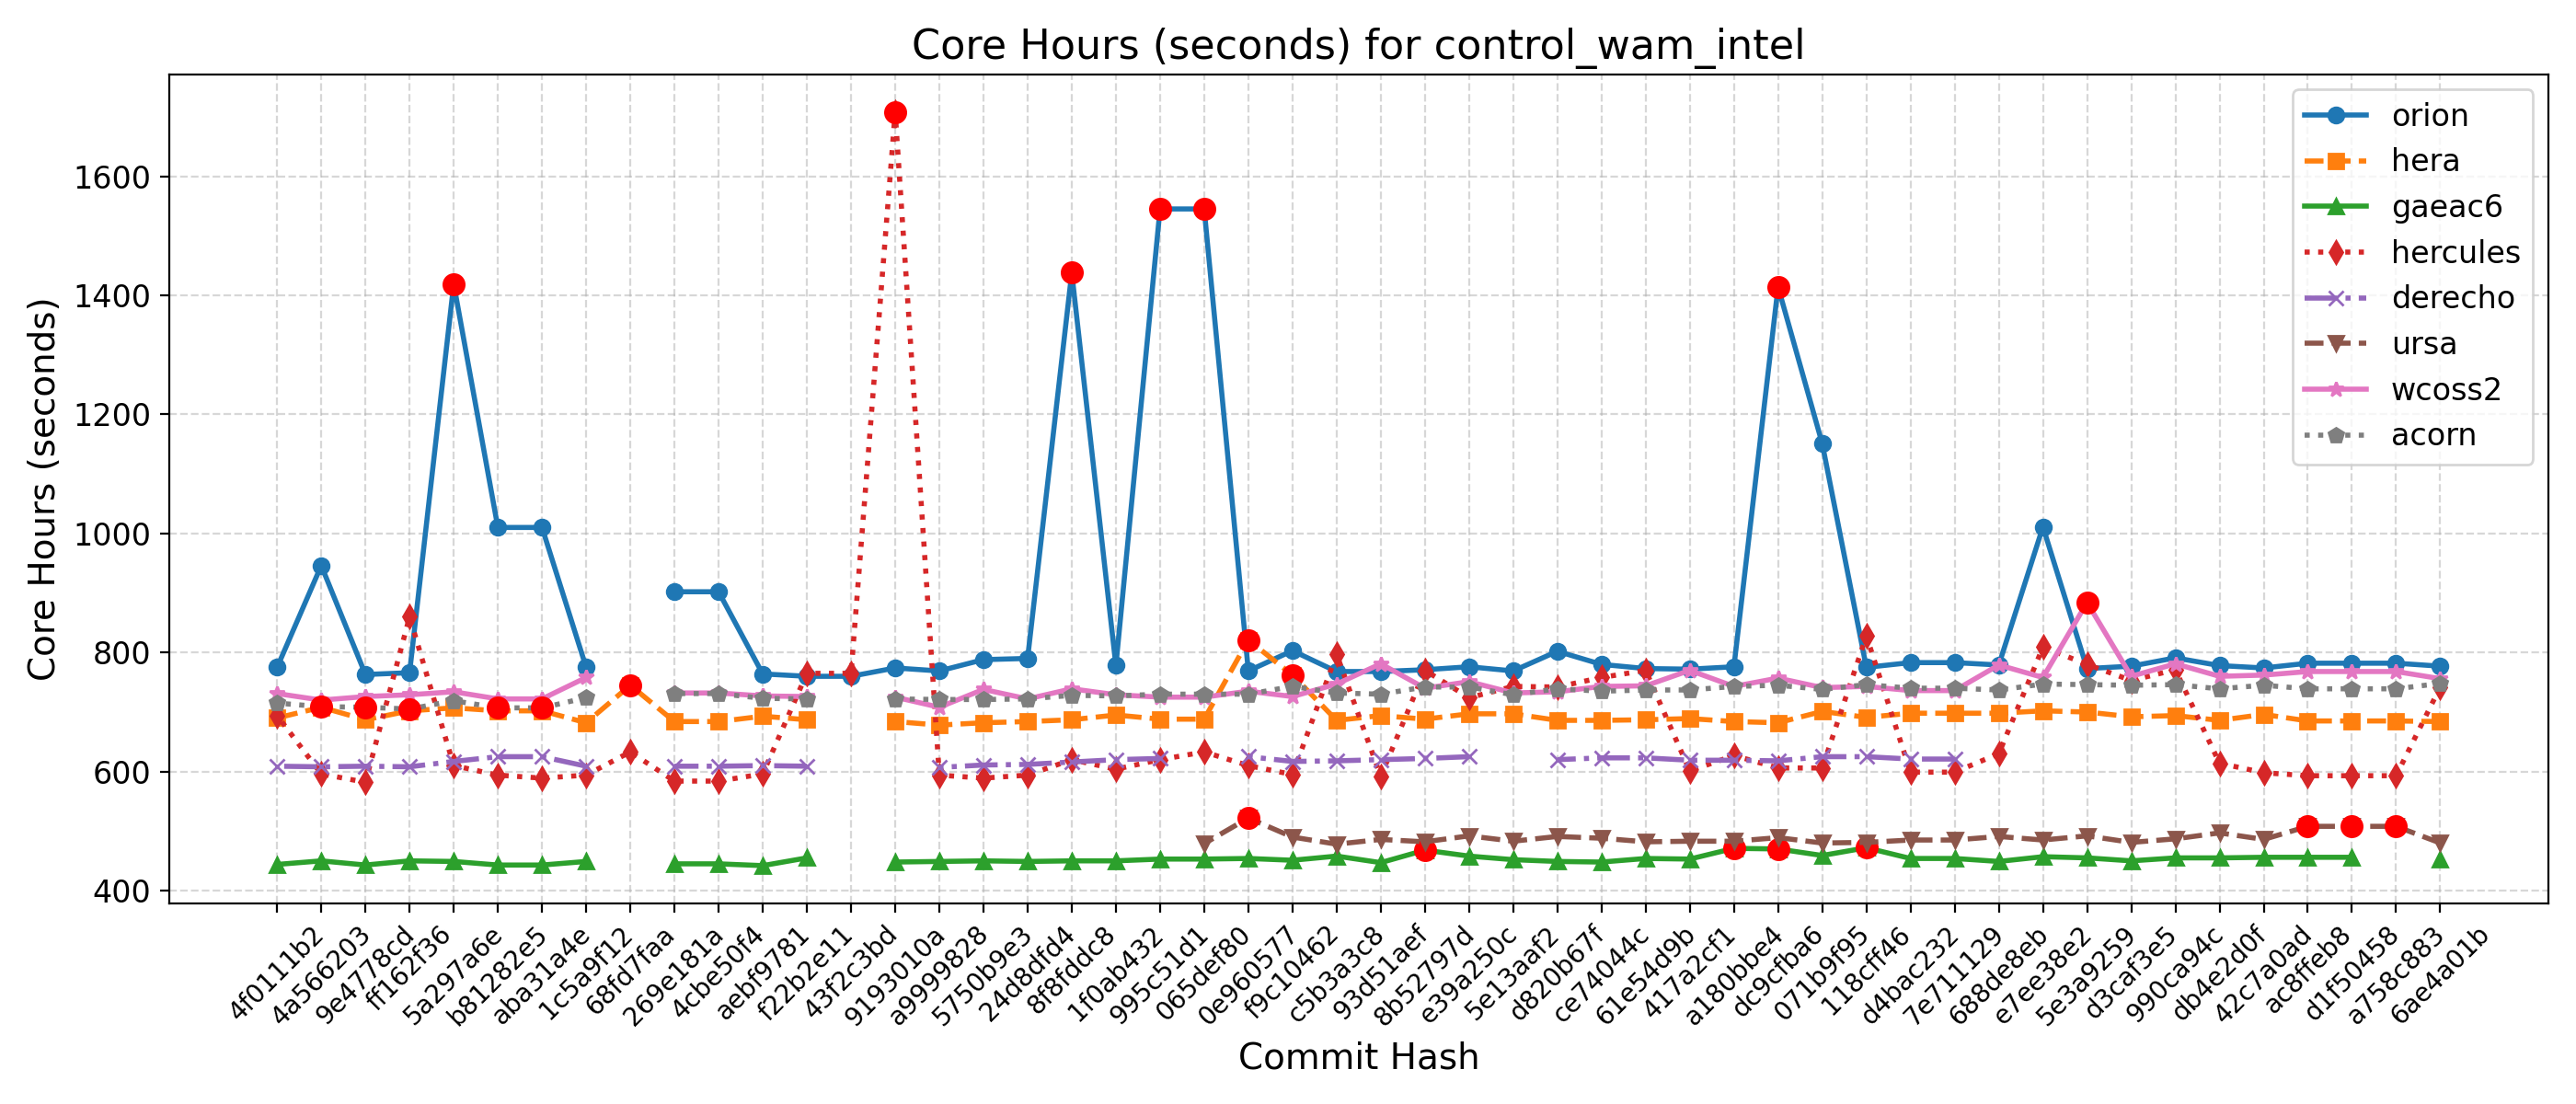 Core Hours (seconds) for control_wam_intel
Core Hours (seconds)
1600
1400
1200
1000
800
600
400
orion
hera
gaeac6
hercules
derecho
ursa
wcoss2
acorn
4f0111b2
4a566203
9e4778cd
ff162f36
5a297a6e
b81282e5
aba31a4e
1c5a9f12
68fd7faa
269e181a
4cbe50f4
aebf9781
f22b2e11
43f2c3bd
9193010a
a9999828
5750b9e3
24d8dfd4
8f8fddc8
1f0ab432
995c51d1
065def80
0e960577
f9c10462
c5b3a3c8
93d51aef
8b52797d
e39a250c
5e13aaf2
d820b67f
ce74044c
61e54d9b
417a2cf1
a180bbe4
dc9cfba6
071b9f95
118cff46
d4bac232
7e711129
688de8eb
e7ee38e2
5e3a9259
d3caf3e5
990ca94c
db4e2d0f
42c7a0ad
ac8ffeb8
d1f50458
a758c883
6ae4a01b
Commit Hash